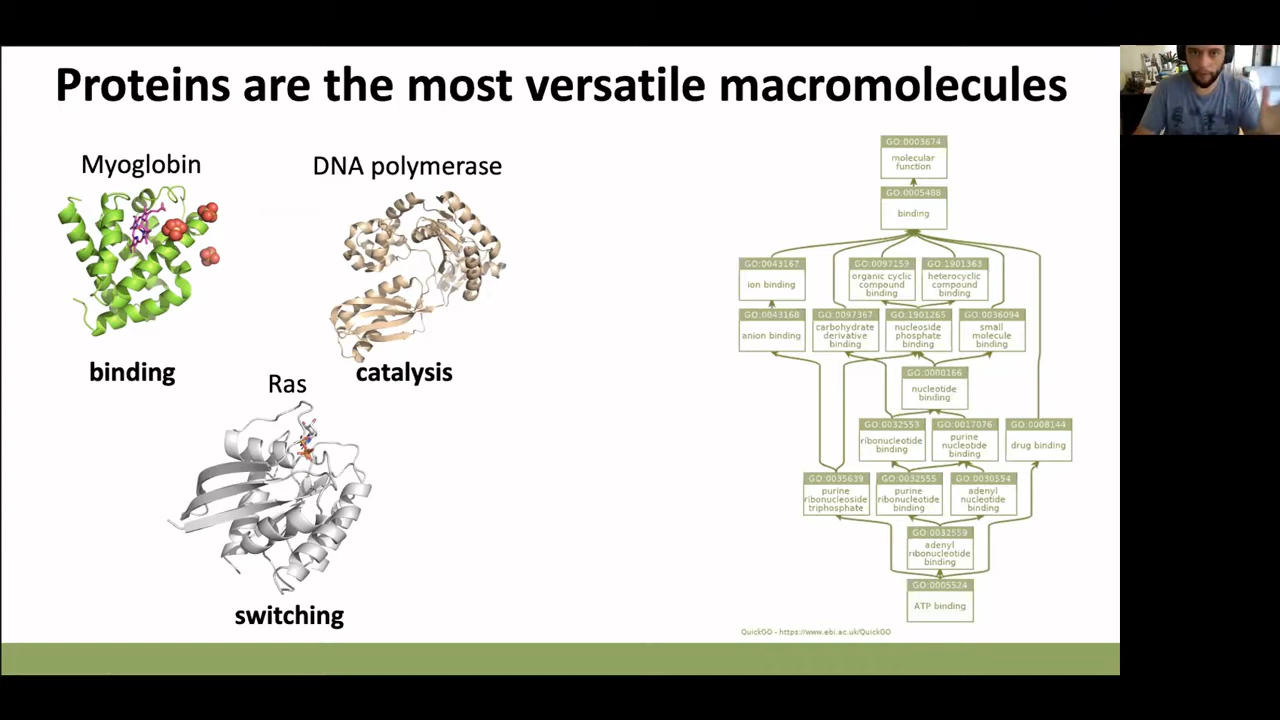 Proteins are the most versatile macromolecules
Myoglobin
binding
DNA polymerase
catalysis
Ras
switching
GO:0003674
molecular
function
GO:0005488
binding
GO:0043167
ion binding
GO:0097159
organic cyclic
compound
binding
GO:1901363
heterocyclic
compound
binding
GO:0043168
anion binding
GO:0097367
carbohydrate
derivative
binding
GO:1901265
nucleoside
phosphate
binding
GO:0036094
small
molecule
binding
GO:0000166
nucleotide
binding
GO:0032553
ribonucleotide
binding
GO:0017076
purine
nucleotide
binding
GO:0008144
drug binding
GO:0035639
purine
ribonucleoside
triphosphate
GO:0032555
purine
ribonucleotide
binding
GO:0030554
adenyl
nucleotide
binding
GO:0032559
adenyl
ribonucleotide
binding
GO:0005524
ATP binding
QuickGO - https://www.ebi.ac.uk/QuickGO